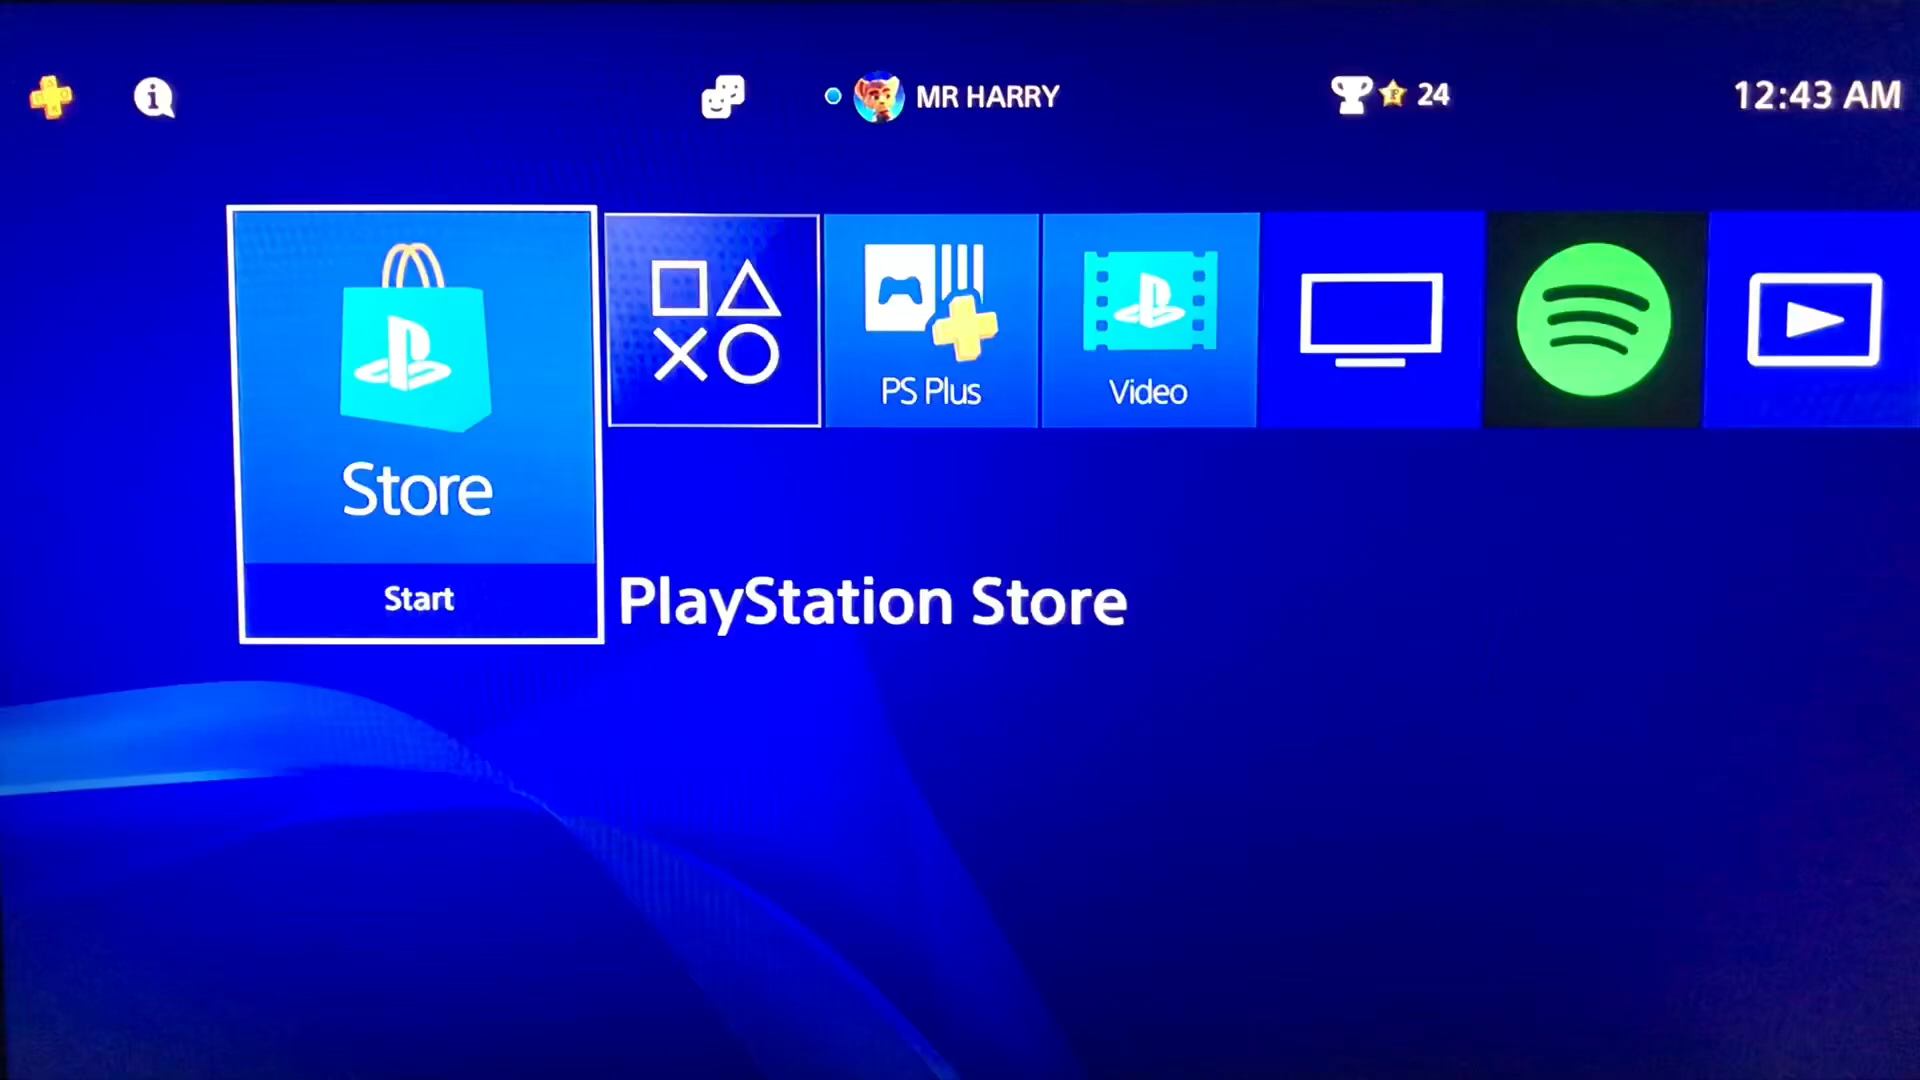 MR HARRY
24
12:43 AM
PS Plus
Video
Store
Start
PlayStation Store